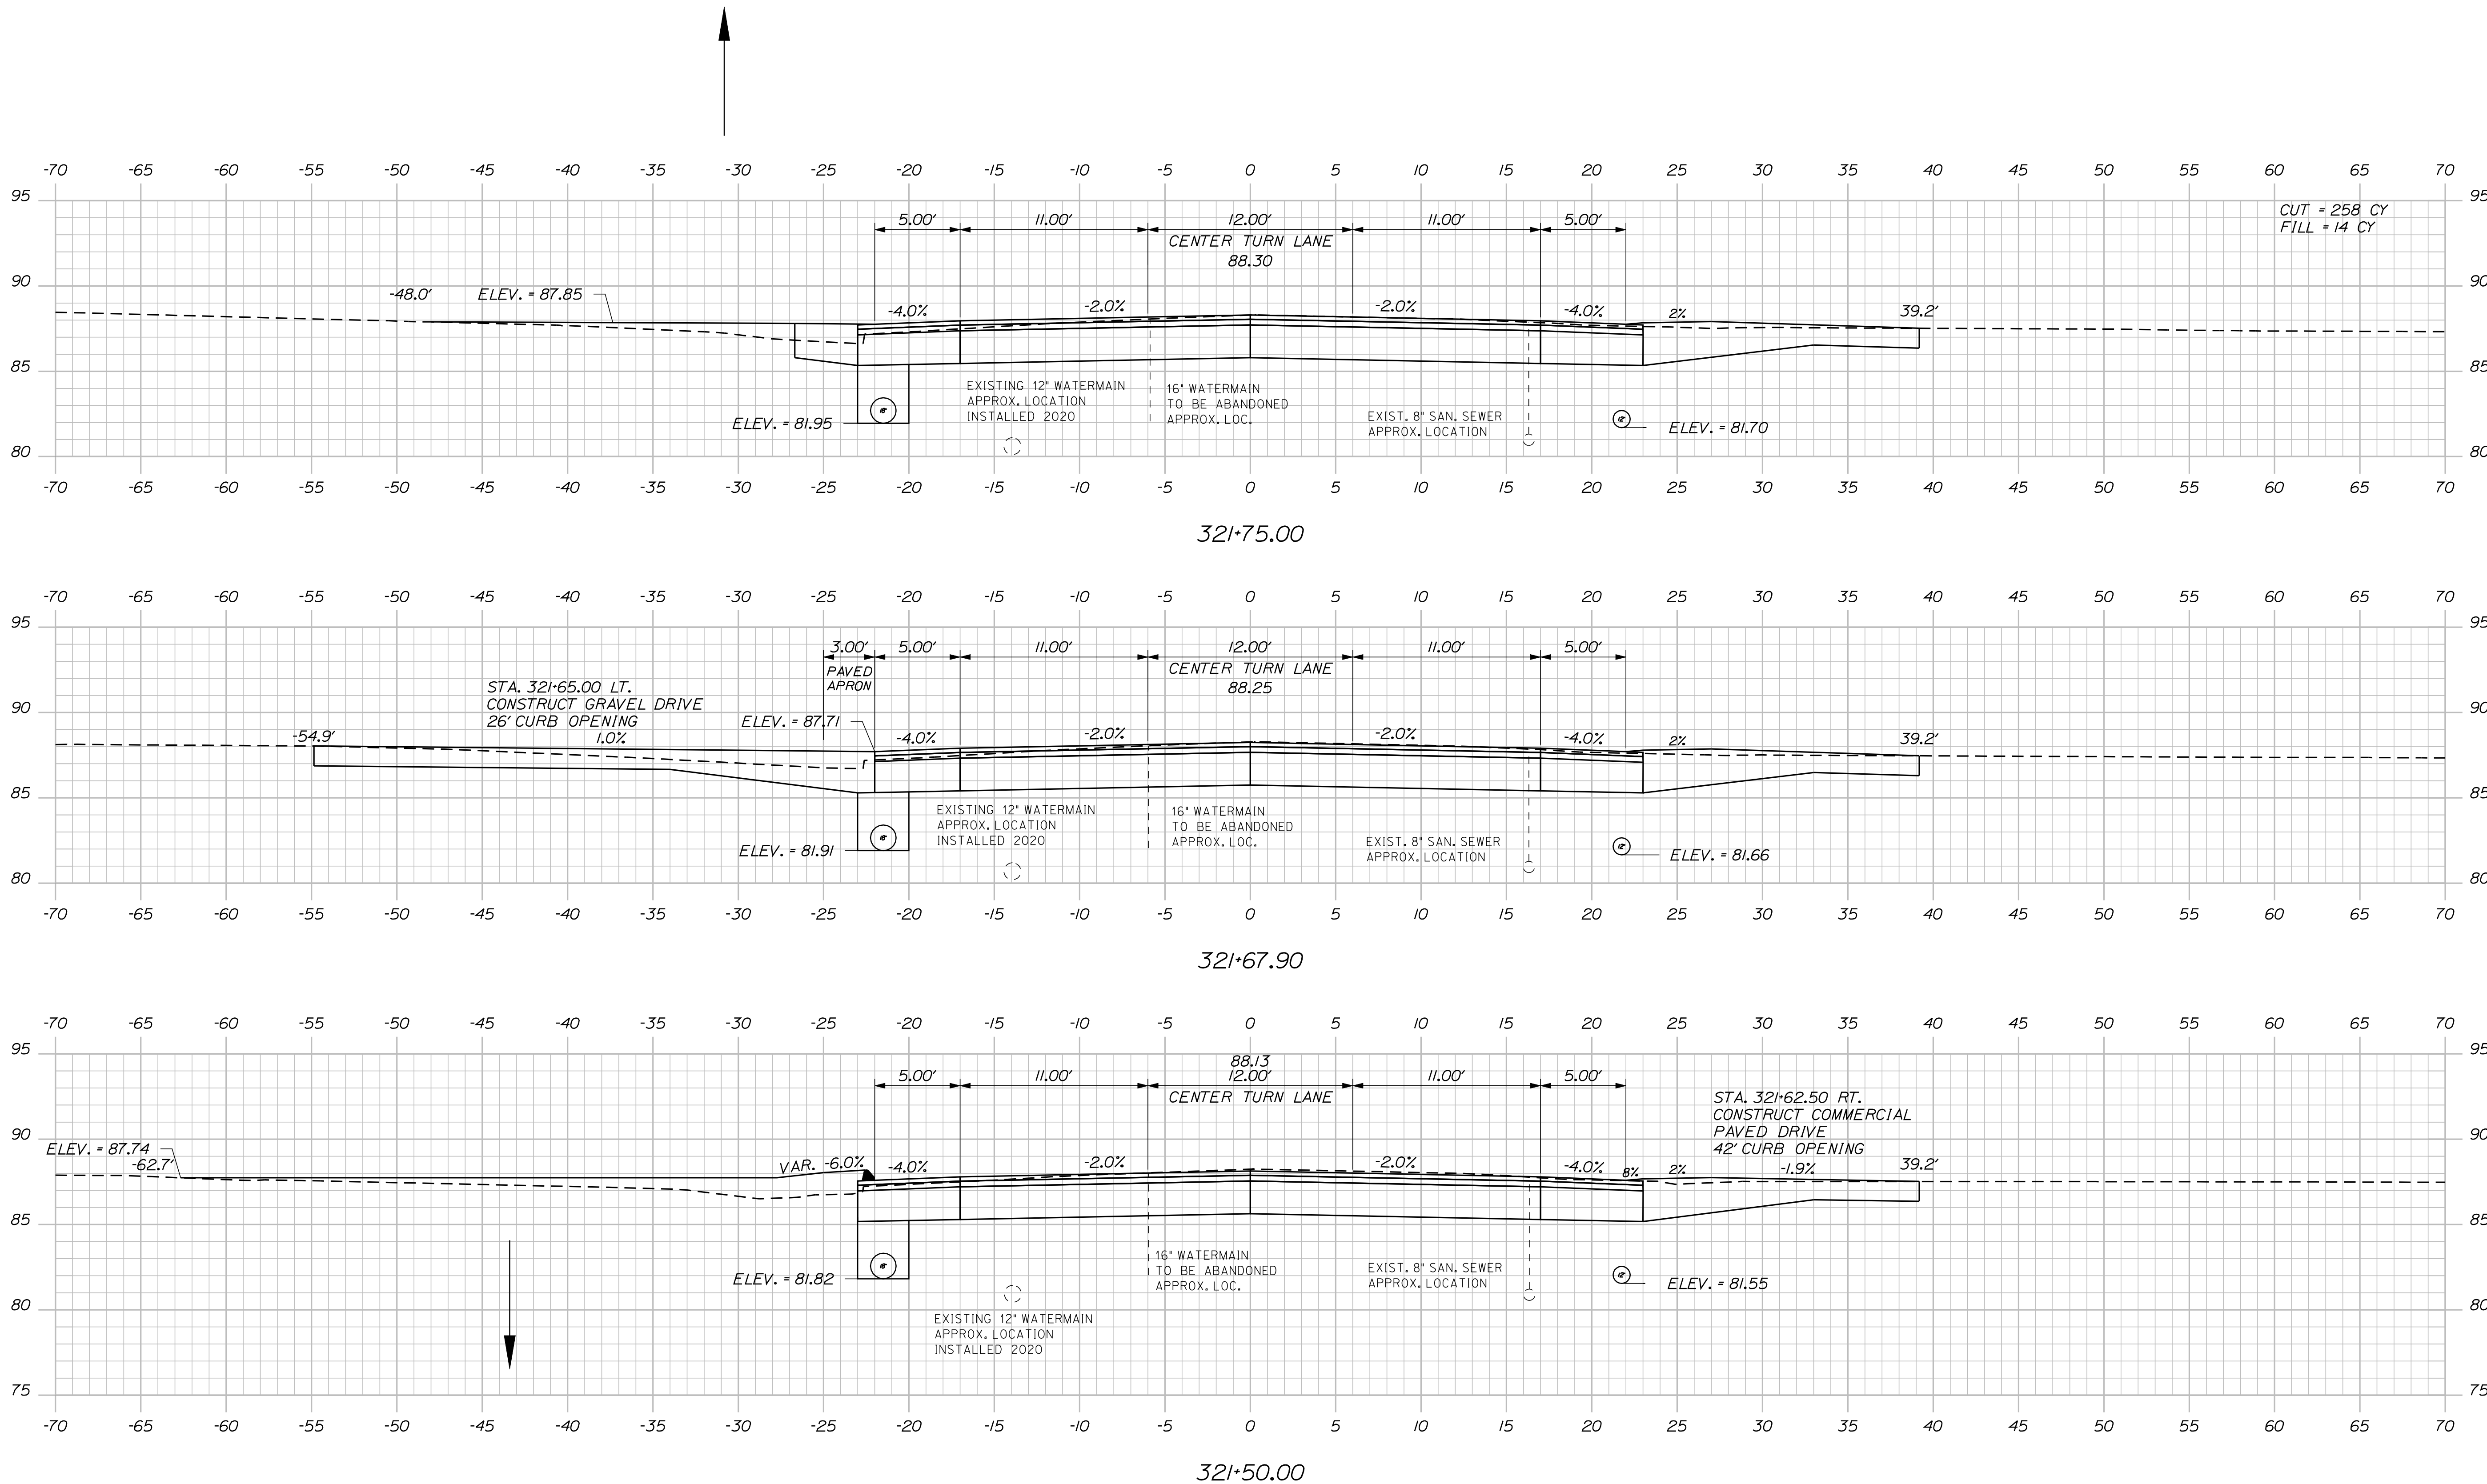 -70 -65 -60 -55 -50 -45 -40 -35 -30 -25 -20 -15 -10 -5 0 5 10 15 20 25 30 35 40 45 50 55 60 65 70
95 95
CUT = 258 CY
FILL = 14 CY
5.00' 11.00' 12.00' 11.00' 5.00'
CENTER TURN LANE
88.30
90 90
-48.0' ELEV. = 87.85
-4.0% -2.0% -2.0% -4.0% 2% 39.2'
85 85
EXISTING 12" WATERMAIN
APPROX. LOCATION
INSTALLED 2020
16" WATERMAIN
TO BE ABANDONED
APPROX. LOC.
EXIST. 8" SAN. SEWER
APPROX. LOCATION
18"
12"
ELEV. = 81.95
ELEV. = 81.70
80 80
-70 -65 -60 -55 -50 -45 -40 -35 -30 -25 -20 -15 -10 -5 0 5 10 15 20 25 30 35 40 45 50 55 60 65 70
321+75.00
-70 -65 -60 -55 -50 -45 -40 -35 -30 -25 -20 -15 -10 -5 0 5 10 15 20 25 30 35 40 45 50 55 60 65 70
95 95
3.00' 5.00' 11.00' 12.00' 11.00' 5.00'
PAVED
APRON
CENTER TURN LANE
88.25
STA. 321+65.00 LT.
CONSTRUCT GRAVEL DRIVE
26' CURB OPENING
ELEV. = 87.71
90 90
-54.9' 1.0% -4.0% -2.0% -2.0% -4.0% 2% 39.2'
85 85
EXISTING 12" WATERMAIN
APPROX. LOCATION
INSTALLED 2020
16" WATERMAIN
TO BE ABANDONED
APPROX. LOC.
EXIST. 8" SAN. SEWER
APPROX. LOCATION
18"
12"
ELEV. = 81.91
ELEV. = 81.66
80 80
-70 -65 -60 -55 -50 -45 -40 -35 -30 -25 -20 -15 -10 -5 0 5 10 15 20 25 30 35 40 45 50 55 60 65 70
321+67.90
-70 -65 -60 -55 -50 -45 -40 -35 -30 -25 -20 -15 -10 -5 0 5 10 15 20 25 30 35 40 45 50 55 60 65 70
95 95
88.13
5.00' 11.00' 12.00' 11.00' 5.00'
CENTER TURN LANE
STA. 321+62.50 RT.
CONSTRUCT COMMERCIAL
PAVED DRIVE
42' CURB OPENING
90 90
ELEV. = 87.74
-62.7' VAR. -6.0% -4.0% -2.0% -2.0% -4.0% 8% 2% -1.9% 39.2'
85 85
16" WATERMAIN
TO BE ABANDONED
APPROX. LOC.
EXIST. 8" SAN. SEWER
APPROX. LOCATION
18"
12"
ELEV. = 81.82
ELEV. = 81.55
80 80
EXISTING 12" WATERMAIN
APPROX. LOCATION
INSTALLED 2020
75 75
-70 -65 -60 -55 -50 -45 -40 -35 -30 -25 -20 -15 -10 -5 0 5 10 15 20 25 30 35 40 45 50 55 60 65 70
321+50.00